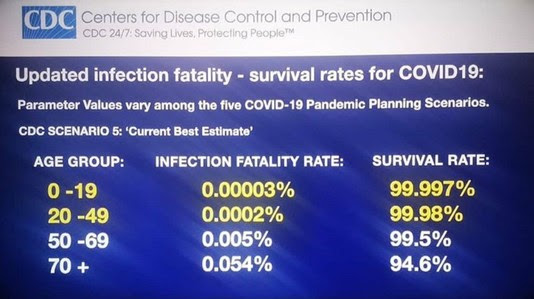 CDC Centers for Disease Control and Prevention
CDC 24/7: Saving Lives, Protecting People™
Updated infection fatality - survival rates for COVID19:
Parameter Values vary among the five COVID-19 Pandemic Planning Scenarios.
CDC SCENARIO 5: 'Current Best Estimate'
AGE GROUP: INFECTION FATALITY RATE: SURVIVAL RATE:
0 -19 0.00003% 99.997%
20 -49 0.0002% 99.98%
50 -69 0.005% 99.5%
70 + 0.054% 94.6%